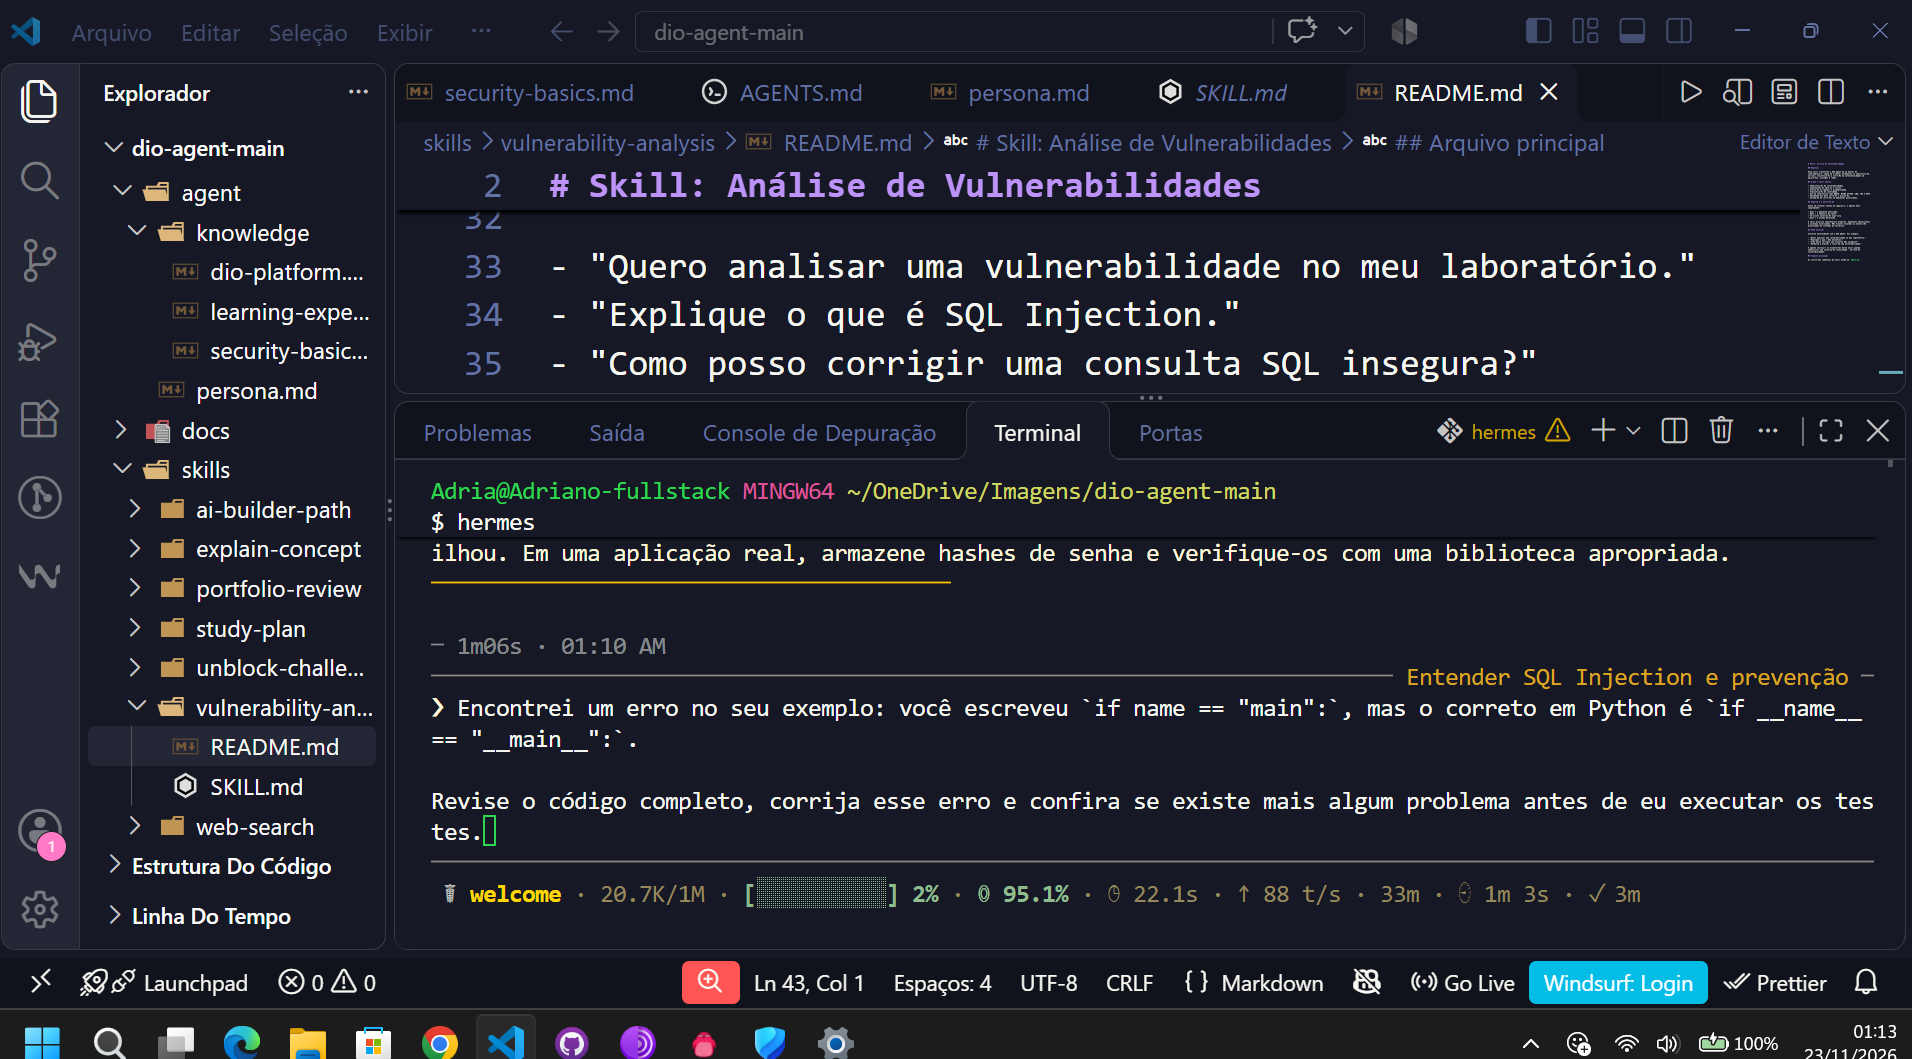 Arquivo Editar Seleção Exibir ··· dio-agent-main
Explorador ···
dio-agent-main
agent
knowledge
dio-platform....
learning-expe...
security-basic...
persona.md
docs
skills
ai-builder-path
explain-concept
portfolio-review
study-plan
unblock-challe...
vulnerability-an...
README.md
SKILL.md
web-search
Estrutura Do Código
Linha Do Tempo
1
security-basics.md AGENTS.md persona.md SKILL.md README.md
skills > vulnerability-analysis > README.md > abc # Skill: Análise de Vulnerabilidades > abc ## Arquivo principal Editor de Texto
2 # Skill: Análise de Vulnerabilidades
32
33 - "Quero analisar uma vulnerabilidade no meu laboratório."
34 - "Explique o que é SQL Injection."
35 - "Como posso corrigir uma consulta SQL insegura?"
Problemas Saída Console de Depuração Terminal Portas hermes
Adria@Adriano-fullstack MINGW64 ~/OneDrive/Imagens/dio-agent-main
$ hermes
ilhou. Em uma aplicação real, armazene hashes de senha e verifique-os com uma biblioteca apropriada.
─ 1m06s · 01:10 AM
Entender SQL Injection e prevenção ─
❯ Encontrei um erro no seu exemplo: você escreveu `if name == "main":`, mas o correto em Python é `if __name__
== "__main__":`.
Revise o código completo, corrija esse erro e confira se existe mais algum problema antes de eu executar os tes
tes.
welcome · 20.7K/1M · [ ] 2% · 95.1% · 22.1s · ↑ 88 t/s · 33m · 1m 3s · ✓ 3m
Launchpad 0 0 Ln 43, Col 1 Espaços: 4 UTF-8 CRLF {} Markdown Go Live Windsurf: Login Prettier
100% 01:13
23/11/2026